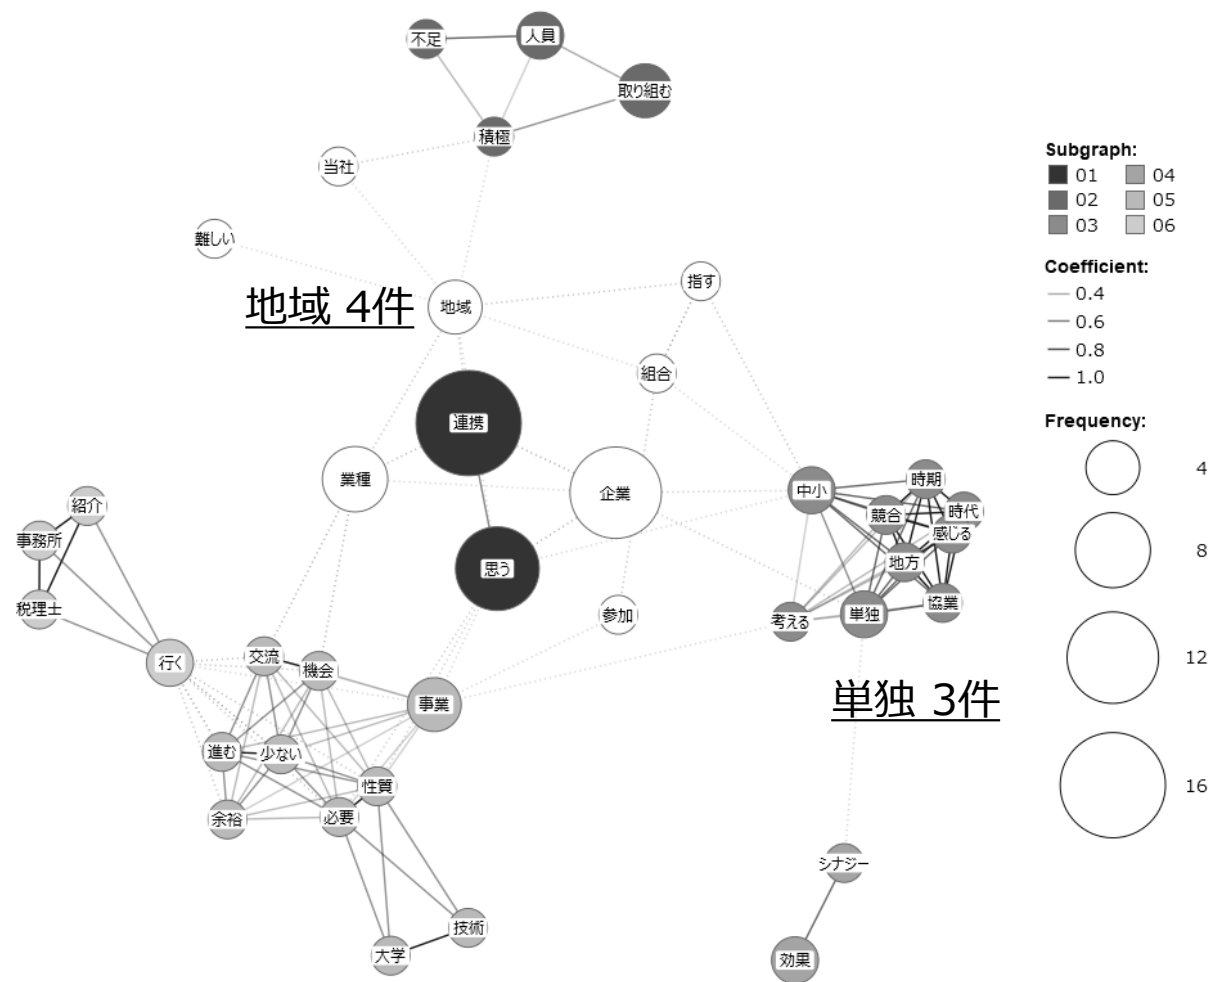 不足
人員
取り組む
積極
当社
難しい
地域 4件
地域
指す
組合
連携
業種
企業
思う
参加
中小
時期
競合
時代
感じる
地方
協業
単独
考える
単独 3件
紹介
事務所
税理士
行く
交流
機会
事業
進む
少ない
性質
余裕
必要
技術
大学
シナジー
効果
Subgraph:
01 04
02 05
03 06
Coefficient:
0.4
0.6
0.8
1.0
Frequency:
4
8
12
16